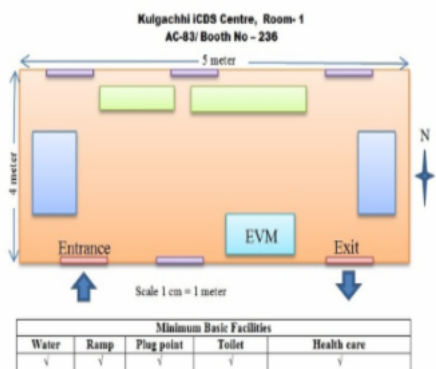 Kulgachhi iCDS Centre, Room- 1
AC-83/ Booth No – 236
5 meter
4 meter
N
EVM
Entrance
Exit
Scale 1 cm = 1 meter
Minimum Basic Facilities
Water Ramp Plug point Toilet Health care
√ √ √ √ √